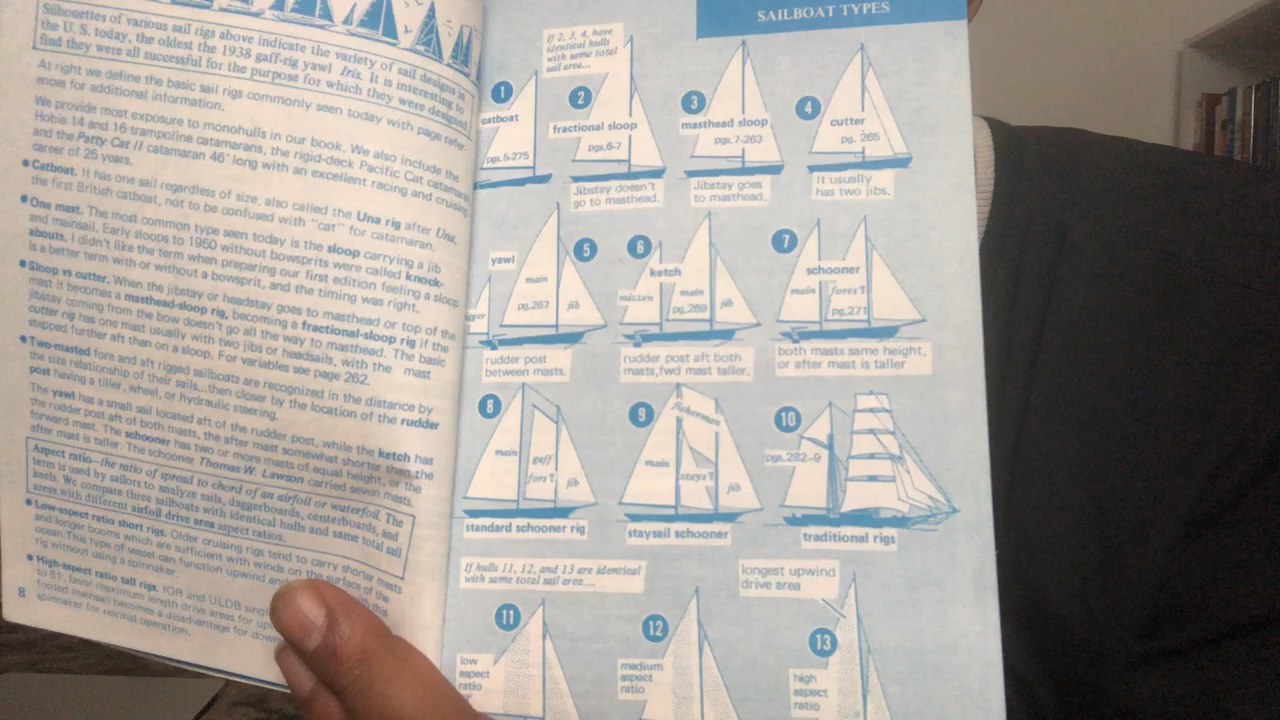 Silhouettes of various sail rigs above indicate the variety of sail designs in
the U. S. today, the oldest the 1938 gaff-rig yawl Iris. It is interesting to
find they were all successful for the purpose for which they were designed.
At right we define the basic sail rigs commonly seen today with page refer-
ences for additional information.
We provide most exposure to monohulls in our book. We also include the
Hobie 14 and 16 trampoline catamarans, the rigid-deck Pacific Cat catamaran
and the Patty Cat II catamaran 46' long with an excellent racing and cruising
career of 25 years.
• Catboat. It has one sail regardless of size, also called the Una rig after Una,
the first British catboat, not to be confused with "cat" for catamaran.
• One mast. The most common type seen today is the sloop carrying a jib
and mainsail. Early sloops to 1950 without bowsprits were called knock-
abouts. I didn't like the term when preparing our first edition feeling a sloop
is a better term with or without a bowsprit, and the timing was right.
• Sloop vs cutter. When the jibstay or headstay goes to masthead or top of the
mast it becomes a masthead-sloop rig, becoming a fractional-sloop rig if the
jibstay coming from the bow doesn't go all the way to masthead. The basic
cutter rig has one mast usually with two jibs or headsails, with the mast
stepped further aft than on a sloop. For variables see page 262.
• Two-masted fore and aft rigged sailboats are recognized in the distance by
the size relationship of their sails...then closer by the location of the rudder
post having a tiller, wheel, or hydraulic steering.
The yawl has a small sail located aft of the rudder post, while the ketch has
the rudder post aft of both masts, the after mast somewhat shorter than the
forward mast. The schooner has two or more masts of equal height, or the
after mast is taller. The schooner Thomas W. Lawson carried seven masts.
Aspect ratio—the ratio of spread to chord of an airfoil or waterfoil. The
term is used by sailors to analyze sails, daggerboards, centerboards, and
keels. We compare three sailboats with identical hulls and same total sail
areas with different airfoil drive area aspect ratios.
• Low-aspect ratio short rigs. Older cruising rigs tend to carry shorter masts
and longer booms which are sufficient with winds on the surface of the
ocean. This type of vessel can function upwind and with this
rig without using a spinnaker.
• High-aspect ratio tall rigs. IOR and ULDB
to 81, favor maximum length drive areas for
footed mainsail becomes a disadvantage for
spinnaker for normal operation.
8
SAILBOAT TYPES
If 2, 3, 4, have
identical hulls
with same total
sail area...
1
catboat
pgs.5-275
2
fractional sloop
pgs.6-7
Jibstay doesn't
go to masthead.
3
masthead sloop
pgs.7-263
Jibstay goes
to masthead.
4
cutter
pg. 265
It usually
has two jibs.
5
yawl
main
pg.267
jib
rudder post
between masts.
6
ketch
mizzen
main
pg.269
jib
rudder post aft both
masts,fwd mast taller.
7
schooner
main
fores'l
pg.271
both masts same height,
or after mast is taller
8
main
gaff
fors'l
jib
standard schooner rig
9
fisherman
main
stays'l
jib
staysail schooner
10
pgs.282-9
traditional rigs
If hulls 11, 12, and 13 are identical
with same total sail area....
longest upwind
drive area
11
low
aspect
ratio
12
medium
aspect
ratio
13
high
aspect
ratio